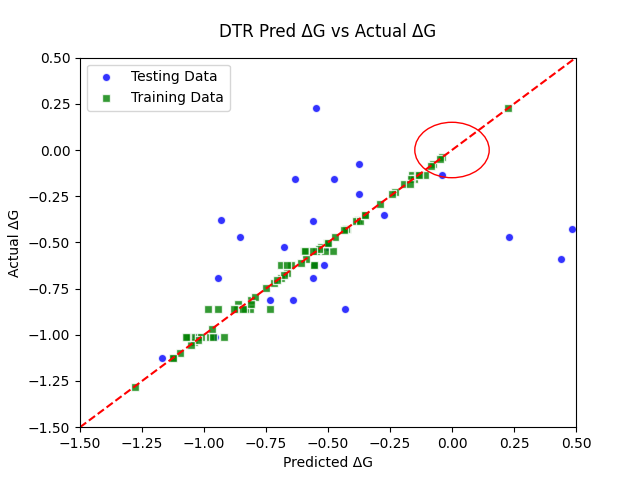 DTR Pred ΔG vs Actual ΔG
Testing Data
Training Data
0.50
0.25
0.00
−0.25
−0.50
−0.75
−1.00
−1.25
−1.50
Actual ΔG
−1.50 −1.25 −1.00 −0.75 −0.50 −0.25 0.00 0.25 0.50
Predicted ΔG